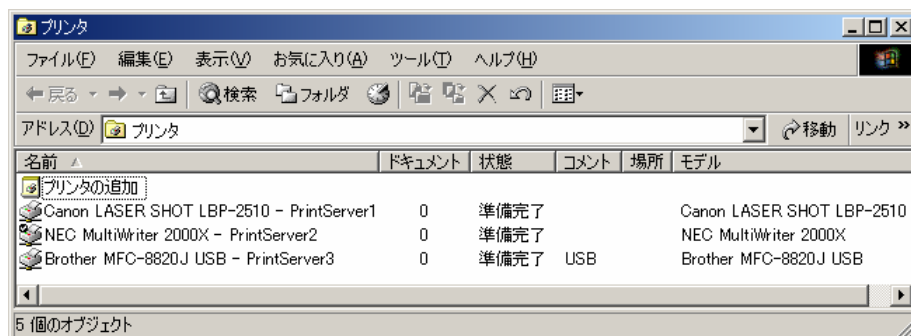 プリンタ
ファイル(F) 編集(E) 表示(V) お気に入り(A) ツール(T) ヘルプ(H)
戻る 検索 フォルダ
アドレス(D) プリンタ 移動 リンク »
名前 ドキュメント 状態 コメント 場所 モデル
プリンタの追加
Canon LASER SHOT LBP-2510 - PrintServer1 0 準備完了 Canon LASER SHOT LBP-2510
NEC MultiWriter 2000X - PrintServer2 0 準備完了 NEC MultiWriter 2000X
Brother MFC-8820J USB - PrintServer3 0 準備完了 USB Brother MFC-8820J USB
5 個のオブジェクト